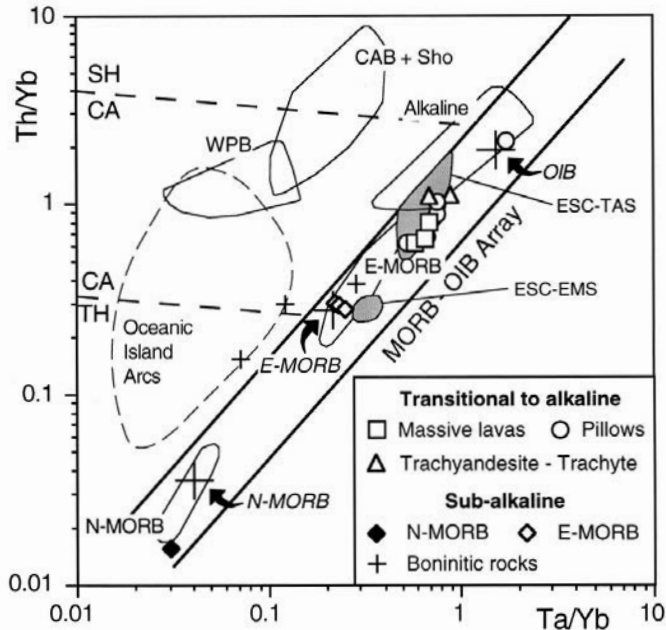 10
1
0.1
0.01
Th/Yb
SH
CA
CA
TH
CAB + Sho
WPB
Alkaline
OIB
ESC-TAS
E-MORB
ESC-EMS
MORB - OIB Array
Oceanic
Island
Arcs
E-MORB
N-MORB
N-MORB
Transitional to alkaline
Massive lavas Pillows
Trachyandesite - Trachyte
Sub-alkaline
N-MORB E-MORB
Boninitic rocks
0.01 0.1 1 10
Ta/Yb